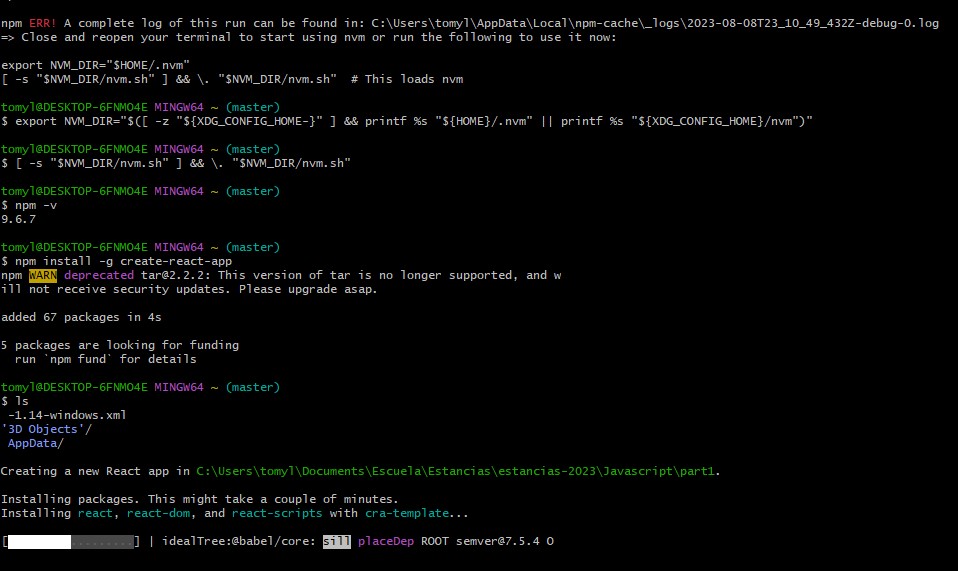 npm ERR! A complete log of this run can be found in: C:\Users\tomyl\AppData\Local\npm-cache\_logs\2023-08-08T23_10_49_432Z-debug-0.log
=> Close and reopen your terminal to start using nvm or run the following to use it now:
export NVM_DIR="$HOME/.nvm"
[ -s "$NVM_DIR/nvm.sh" ] && \. "$NVM_DIR/nvm.sh"  # This loads nvm
tomyl@DESKTOP-6FNMO4E MINGW64 ~ (master)
$ export NVM_DIR="$([ -z "${XDG_CONFIG_HOME-}" ] && printf %s "${HOME}/.nvm" || printf %s "${XDG_CONFIG_HOME}/nvm")"
tomyl@DESKTOP-6FNMO4E MINGW64 ~ (master)
$ [ -s "$NVM_DIR/nvm.sh" ] && \. "$NVM_DIR/nvm.sh"
tomyl@DESKTOP-6FNMO4E MINGW64 ~ (master)
$ npm -v
9.6.7
tomyl@DESKTOP-6FNMO4E MINGW64 ~ (master)
$ npm install -g create-react-app
npm WARN deprecated tar@2.2.2: This version of tar is no longer supported, and w
ill not receive security updates. Please upgrade asap.
added 67 packages in 4s
5 packages are looking for funding
  run `npm fund` for details
tomyl@DESKTOP-6FNMO4E MINGW64 ~ (master)
$ ls
 -1.14-windows.xml
'3D Objects'/
 AppData/
Creating a new React app in C:\Users\tomyl\Documents\Escuela\Estancias\estancias-2023\Javascript\part1.
Installing packages. This might take a couple of minutes.
Installing react, react-dom, and react-scripts with cra-template...
[.........] | idealTree:@babel/core: sill placeDep ROOT semver@7.5.4 O